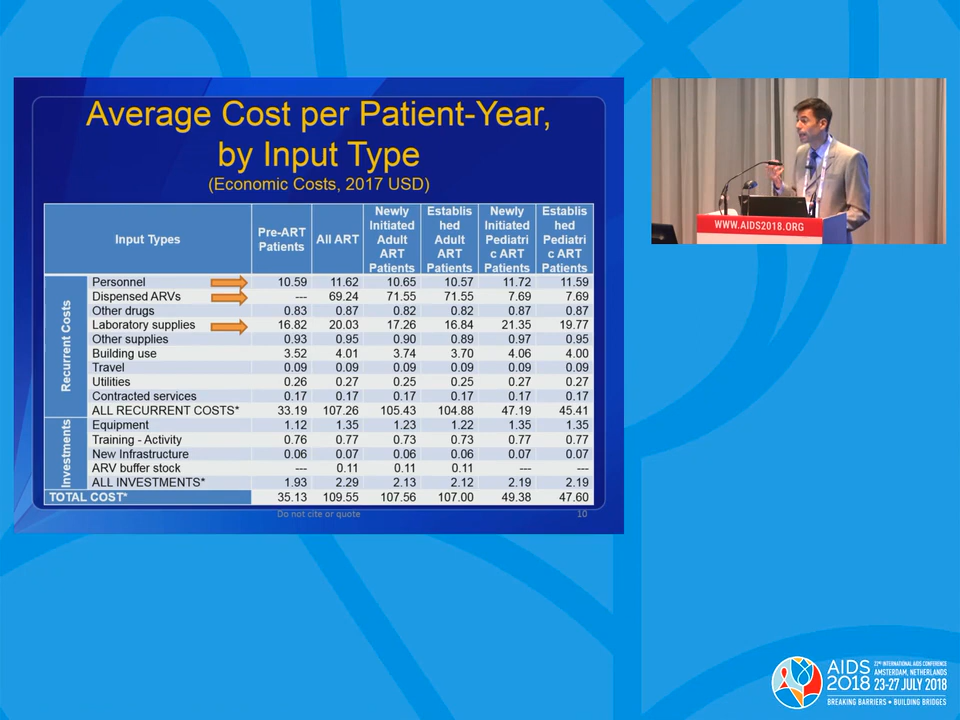 Average Cost per Patient-Year,
by Input Type
(Economic Costs, 2017 USD)
Input Types Pre-ART Patients All ART Newly Initiated Adult ART Patients Establis hed Adult ART Patients Newly Initiated Pediatri c ART Patients Establis hed Pediatri c ART Patients
Recurrent Costs
Personnel 10.59 11.62 10.65 10.57 11.72 11.59
Dispensed ARVs --- 69.24 71.55 71.55 7.69 7.69
Other drugs 0.83 0.87 0.82 0.82 0.87 0.87
Laboratory supplies 16.82 20.03 17.26 16.84 21.35 19.77
Other supplies 0.93 0.95 0.90 0.89 0.97 0.95
Building use 3.52 4.01 3.74 3.70 4.06 4.00
Travel 0.09 0.09 0.09 0.09 0.09 0.09
Utilities 0.26 0.27 0.25 0.25 0.27 0.27
Contracted services 0.17 0.17 0.17 0.17 0.17 0.17
ALL RECURRENT COSTS* 33.19 107.26 105.43 104.88 47.19 45.41
Investments
Equipment 1.12 1.35 1.23 1.22 1.35 1.35
Training - Activity 0.76 0.77 0.73 0.73 0.77 0.77
New Infrastructure 0.06 0.07 0.06 0.06 0.07 0.07
ARV buffer stock --- 0.11 0.11 0.11 --- ---
ALL INVESTMENTS* 1.93 2.29 2.13 2.12 2.19 2.19
TOTAL COST* 35.13 109.55 107.56 107.00 49.38 47.60
Do not cite or quote 10
WWW.AIDS2018.ORG
AIDS 2018
22ND INTERNATIONAL AIDS CONFERENCE
AMSTERDAM, NETHERLANDS
23-27 JULY 2018
BREAKING BARRIERS • BUILDING BRIDGES